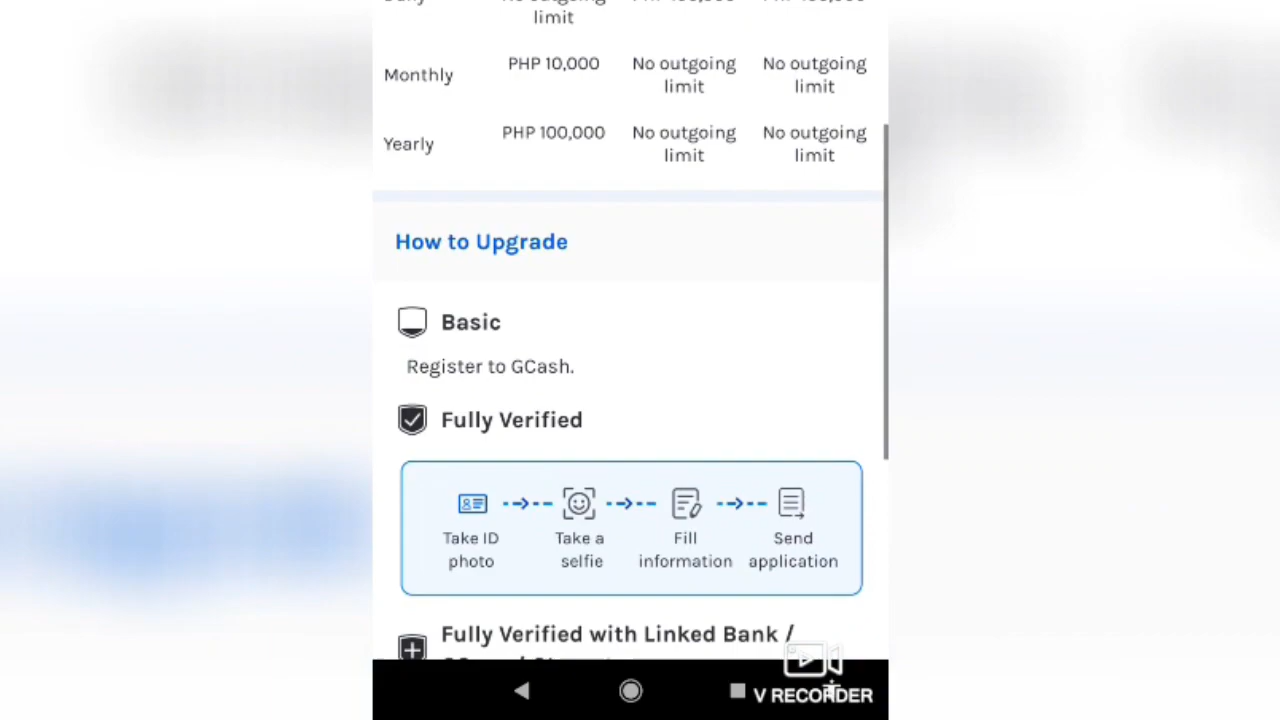 limit
Monthly PHP 10,000 No outgoing limit No outgoing limit
Yearly PHP 100,000 No outgoing limit No outgoing limit
How to Upgrade
Basic
Register to GCash.
Fully Verified
Take ID photo
Take a selfie
Fill information
Send application
Fully Verified with Linked Bank /
V RECORDER